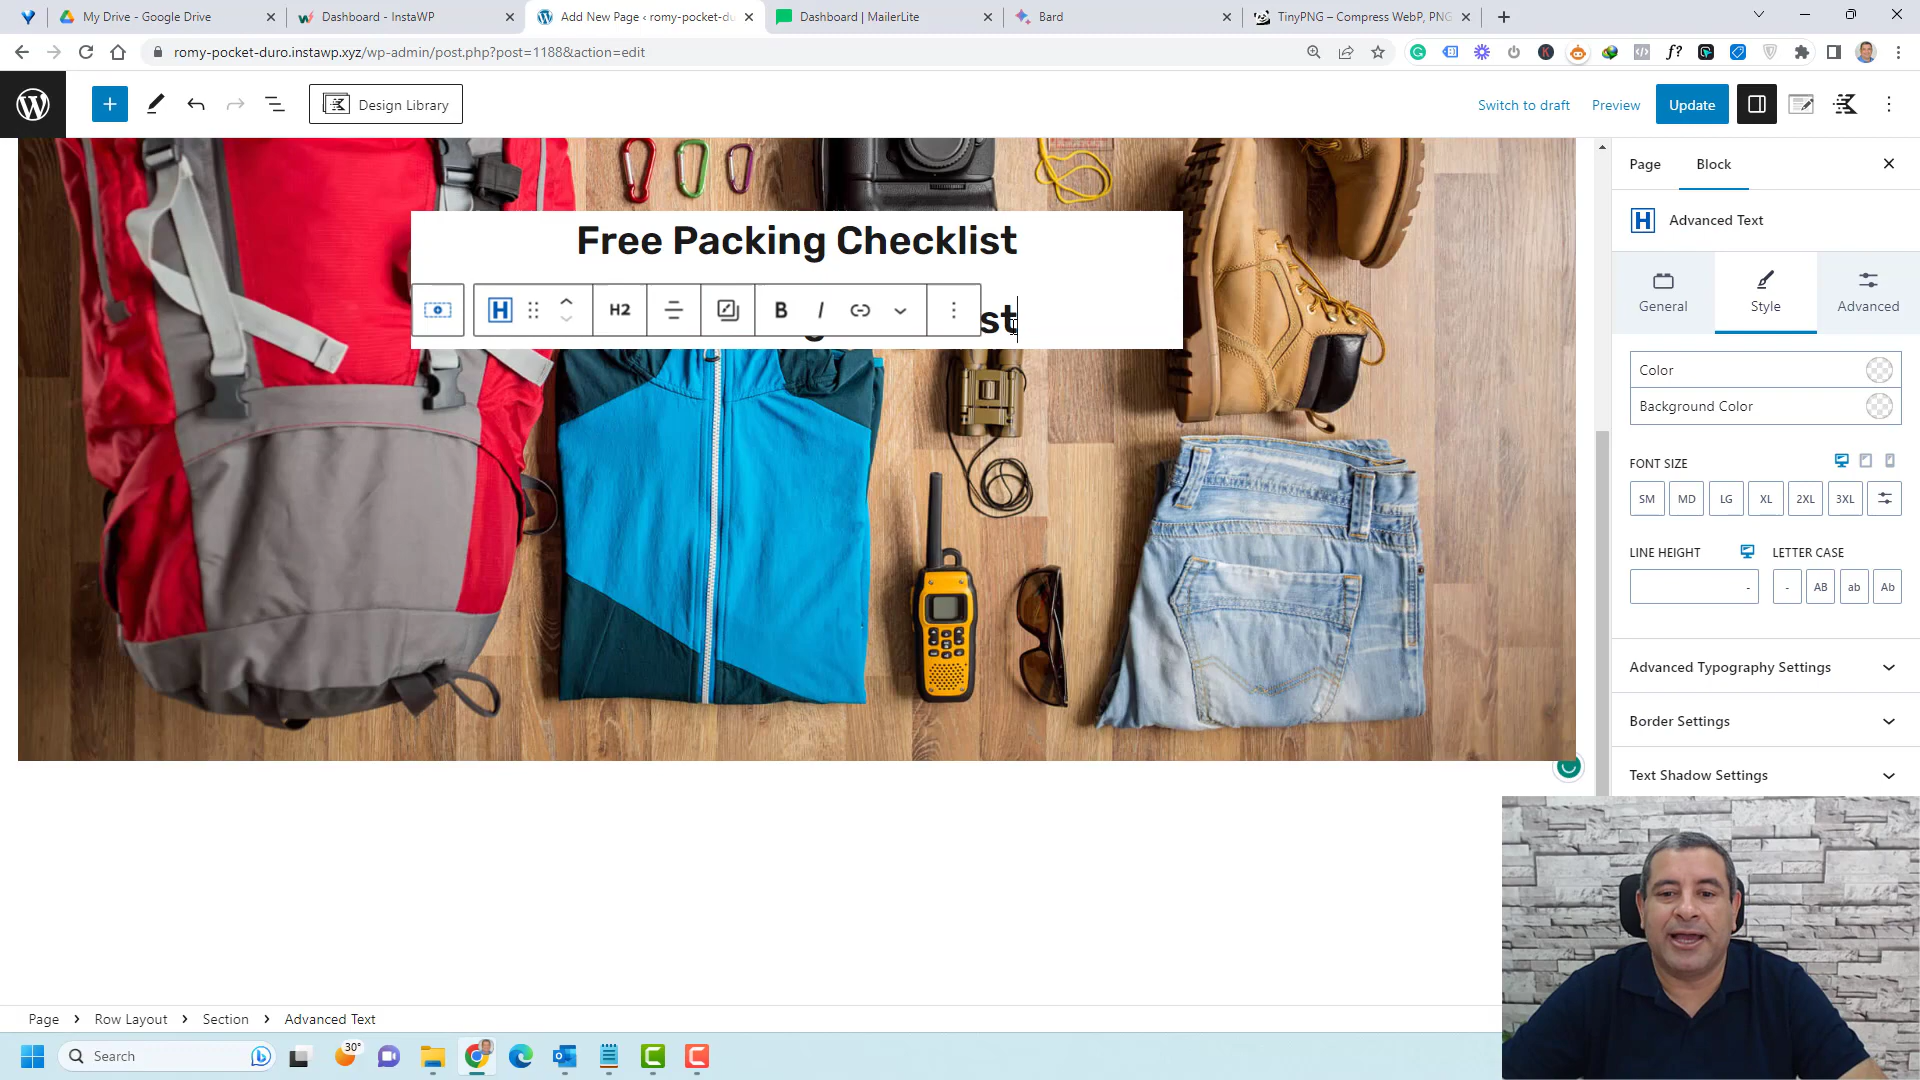 My Drive - Google Drive
Dashboard - InstaWP
Add New Page ‹ romy-pocket-du
Dashboard | MailerLite
Bard
TinyPNG – Compress WebP, PNG
romy-pocket-duro.instawp.xyz/wp-admin/post.php?post=1188&action=edit
Design Library
Switch to draft
Preview
Update
Page
Block
Free Packing Checklist
Advanced Text
H2
B
I
st
General
Style
Advanced
Color
Background Color
FONT SIZE
SM
MD
LG
XL
2XL
3XL
LINE HEIGHT
LETTER CASE
-
-
AB
ab
Ab
Advanced Typography Settings
Border Settings
Text Shadow Settings
Page
Row Layout
Section
Advanced Text
Search
30°